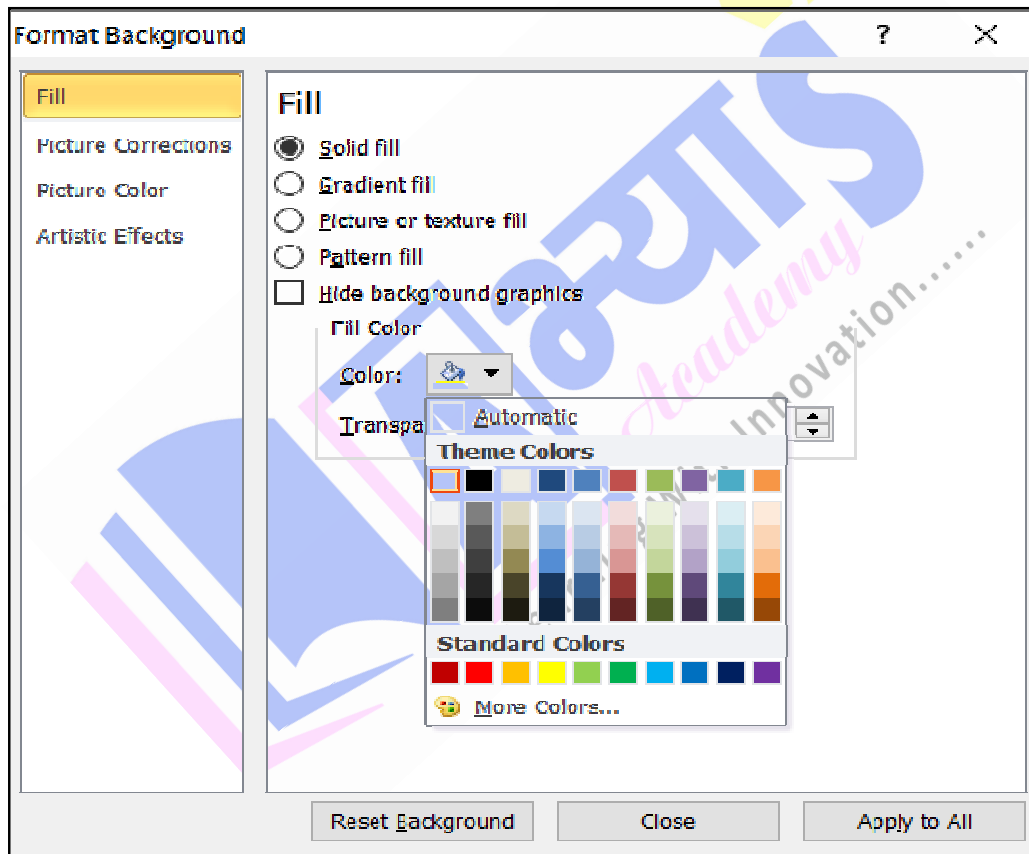 Format Background
?
Fill
Picture Corrections
Picture Color
Artistic Effects
Fill
Solid fill
Gradient fill
Picture or texture fill
Pattern fill
Hide background graphics
Fill Color
Color:
Transpa
Automatic
Theme Colors
Standard Colors
More Colors...
Reset Background
Close
Apply to All
Academy
Innovation......